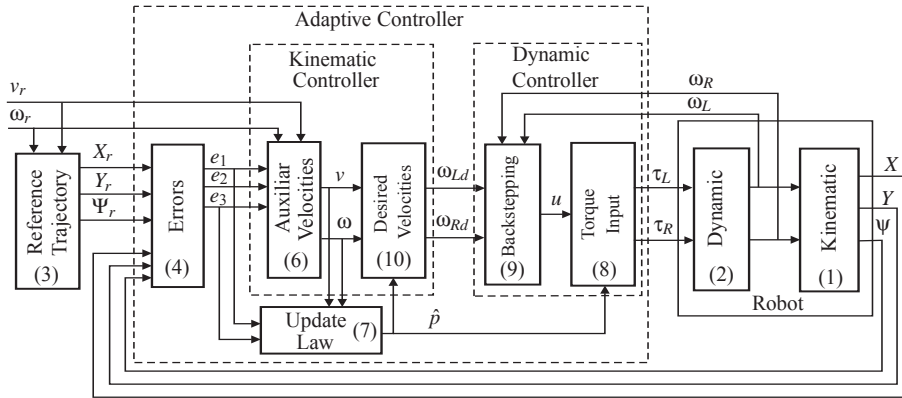 Adaptive Controller
Kinematic
Controller
Dynamic
Controller
v_r
ω_r
ω_R
ω_L
Reference
Trajectory
(3)
X_r
Y_r
Ψ_r
Errors
(4)
e_1
e_2
e_3
Auxiliar
Velocities
(6)
v
ω
Desired
Velocities
(10)
ω_Ld
ω_Rd
Backstepping
(9)
u
Torque
Input
(8)
τ_L
τ_R
Dynamic
(2)
Kinematic
(1)
Robot
X
Y
Ψ
Update
Law
(7)
p̂